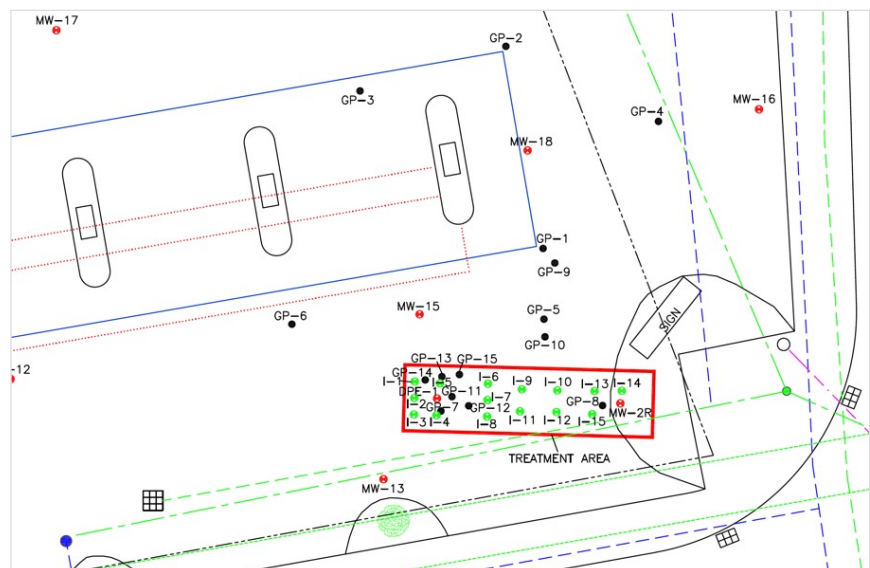 MW-17
GP-2
GP-3
MW-16
GP-4
MW-18
GP-1
GP-9
GP-6
MW-15
GP-5
GP-10
SIGN
-12
GP-13
GP-15
GP-14
I-1
I-5
I-6
I-9
I-10
I-13
I-14
DPE-1
GP-11
I-7
I-2
GP-7
GP-12
GP-8
MW-2R
I-3
I-4
I-8
I-11
I-12
I-15
TREATMENT AREA
MW-13